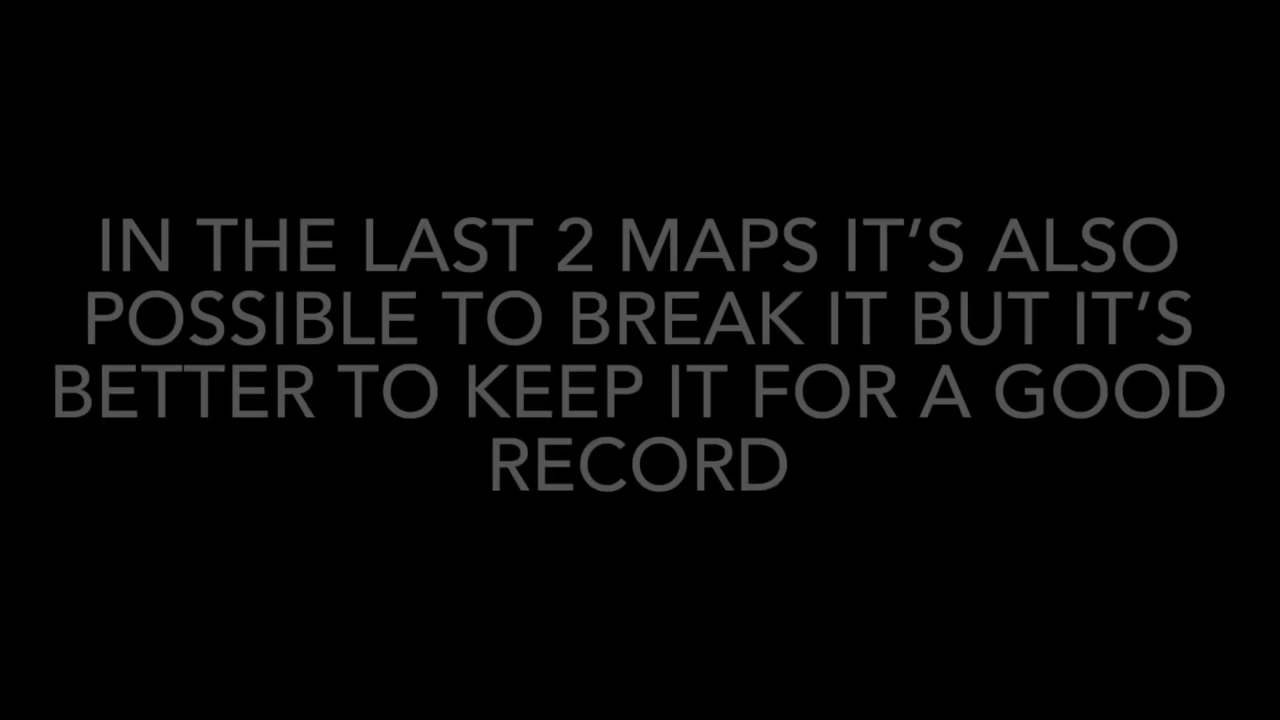 IN THE LAST 2 MAPS IT’S ALSO
POSSIBLE TO BREAK IT BUT IT’S
BETTER TO KEEP IT FOR A GOOD
RECORD